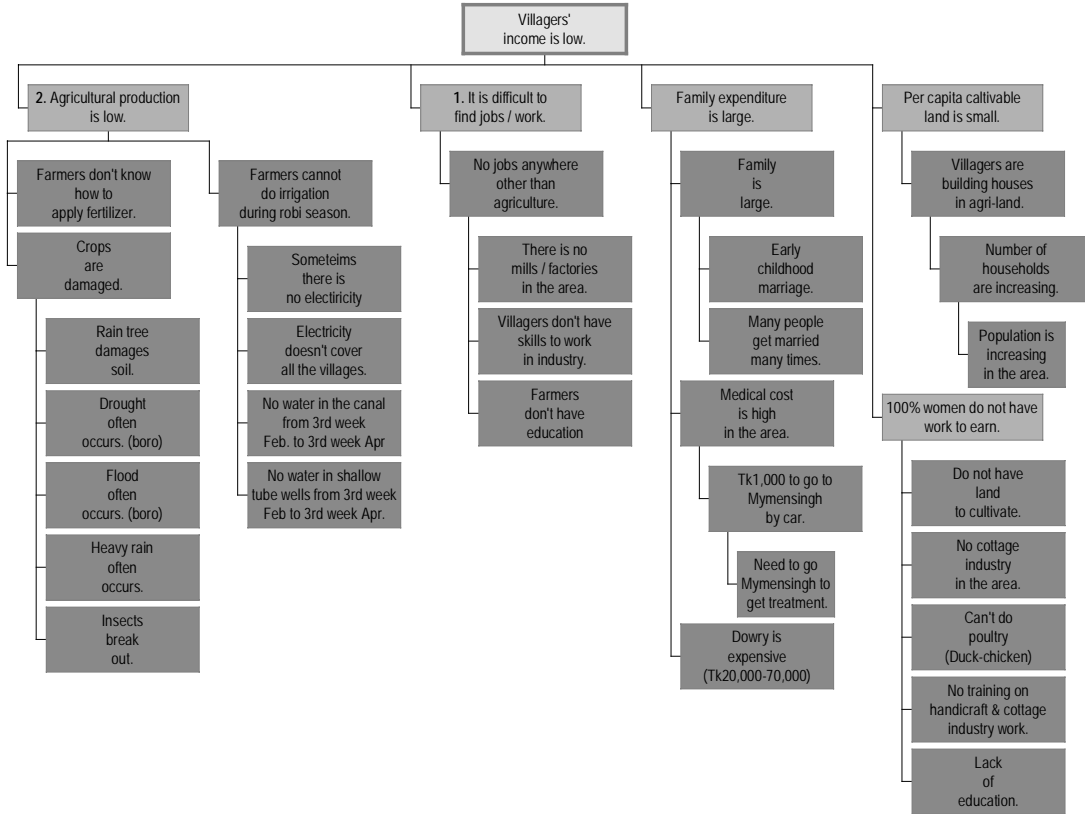 Villagers'
income is low.
2. Agricultural production
is low.
Farmers don't know
how to
apply fertilizer.
Crops
are
damaged.
Rain tree
damages
soil.
Drought
often
occurs. (boro)
Flood
often
occurs. (boro)
Heavy rain
often
occurs.
Insects
break
out.
Farmers cannot
do irrigation
during robi season.
Someteims
there is
no electiricity
Electricity
doesn't cover
all the villages.
No water in the canal
from 3rd week
Feb. to 3rd week Apr
No water in shallow
tube wells from 3rd week
Feb to 3rd week Apr.
1. It is difficult to
find jobs / work.
No jobs anywhere
other than
agriculture.
There is no
mills / factories
in the area.
Villagers don't have
skills to work
in industry.
Farmers
don't have
education
Family expenditure
is large.
Family
is
large.
Early
childhood
marriage.
Many people
get married
many times.
Medical cost
is high
in the area.
Tk1,000 to go to
Mymensingh
by car.
Need to go
Mymensingh to
get treatment.
Dowry is
expensive
(Tk20,000-70,000)
Per capita caltivable
land is small.
Villagers are
building houses
in agri-land.
Number of
households
are increasing.
Population is
increasing
in the area.
100% women do not have
work to earn.
Do not have
land
to cultivate.
No cottage
industry
in the area.
Can't do
poultry
(Duck-chicken)
No training on
handicraft & cottage
industry work.
Lack
of
education.